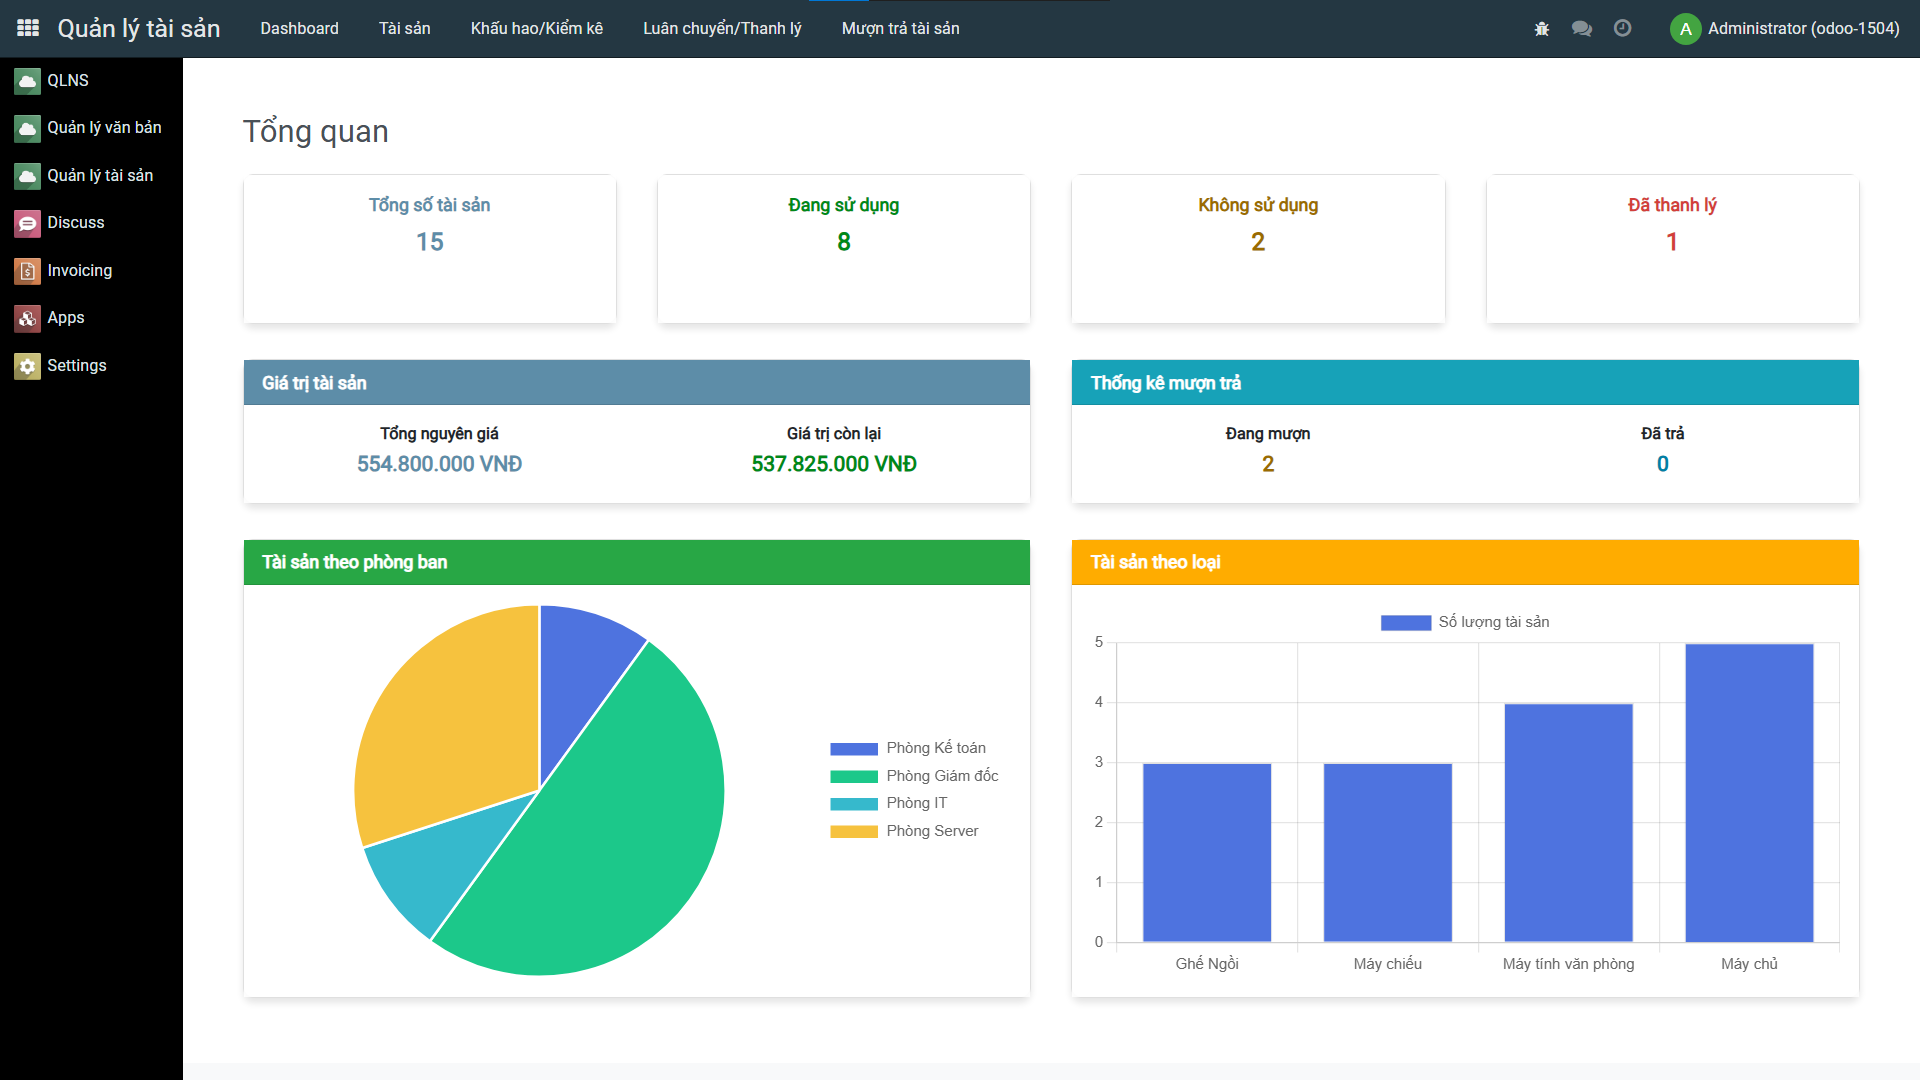 Quản lý tài sản Dashboard Tài sản Khấu hao/Kiểm kê Luân chuyển/Thanh lý Mượn trả tài sản A Administrator (odoo-1504)
QLNS
Quản lý văn bản
Quản lý tài sản
Discuss
Invoicing
Apps
Settings
Tổng quan
Tổng số tài sản
15
Đang sử dụng
8
Không sử dụng
2
Đã thanh lý
1
Giá trị tài sản
Tổng nguyên giá
554.800.000 VNĐ
Giá trị còn lại
537.825.000 VNĐ
Thống kê mượn trả
Đang mượn
2
Đã trả
0
Tài sản theo phòng ban
Phòng Kế toán
Phòng Giám đốc
Phòng IT
Phòng Server
Tài sản theo loại
Số lượng tài sản
5
4
3
2
1
0
Ghế Ngồi Máy chiếu Máy tính văn phòng Máy chủ